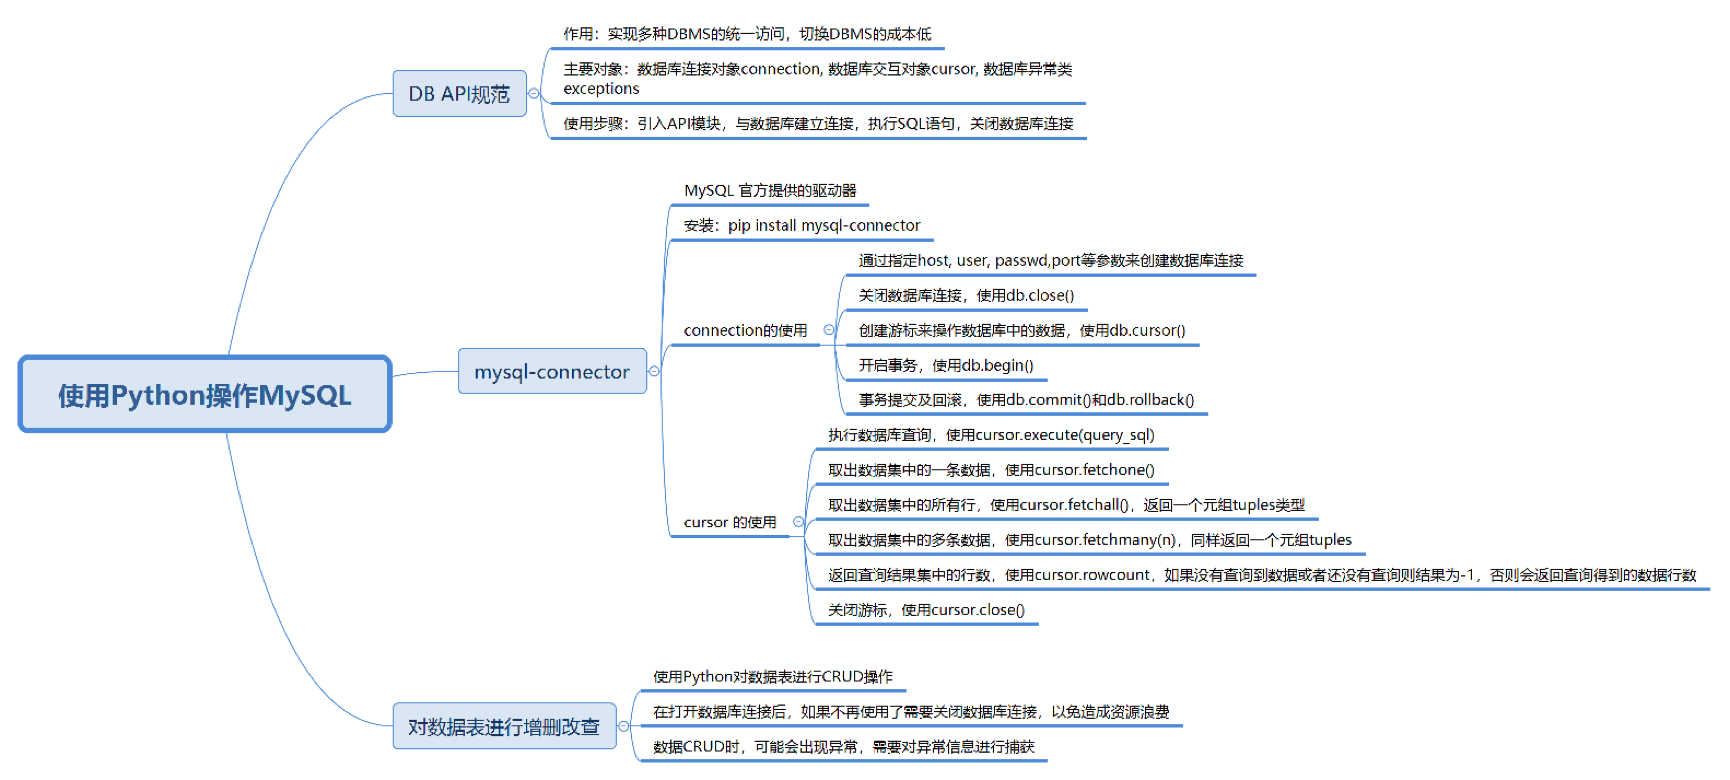 使用Python操作MySQL
DB API规范
作用：实现多种DBMS的统一访问，切换DBMS的成本低
主要对象：数据库连接对象connection, 数据库交互对象cursor, 数据库异常类
exceptions
使用步骤：引入API模块，与数据库建立连接，执行SQL语句，关闭数据库连接
mysql-connector
MySQL 官方提供的驱动器
安装：pip install mysql-connector
connection的使用
通过指定host, user, passwd,port等参数来创建数据库连接
关闭数据库连接，使用db.close()
创建游标来操作数据库中的数据，使用db.cursor()
开启事务，使用db.begin()
事务提交及回滚，使用db.commit()和db.rollback()
cursor 的使用
执行数据库查询，使用cursor.execute(query_sql)
取出数据集中的一条数据，使用cursor.fetchone()
取出数据集中的所有行，使用cursor.fetchall()，返回一个元组tuples类型
取出数据集中的多条数据，使用cursor.fetchmany(n)，同样返回一个元组tuples
返回查询结果集中的行数，使用cursor.rowcount，如果没有查询到数据或者还没有查询则结果为-1，否则会返回查询得到的数据行数
关闭游标，使用cursor.close()
对数据表进行增删改查
使用Python对数据表进行CRUD操作
在打开数据库连接后，如果不再使用了需要关闭数据库连接，以免造成资源浪费
数据CRUD时，可能会出现异常，需要对异常信息进行捕获